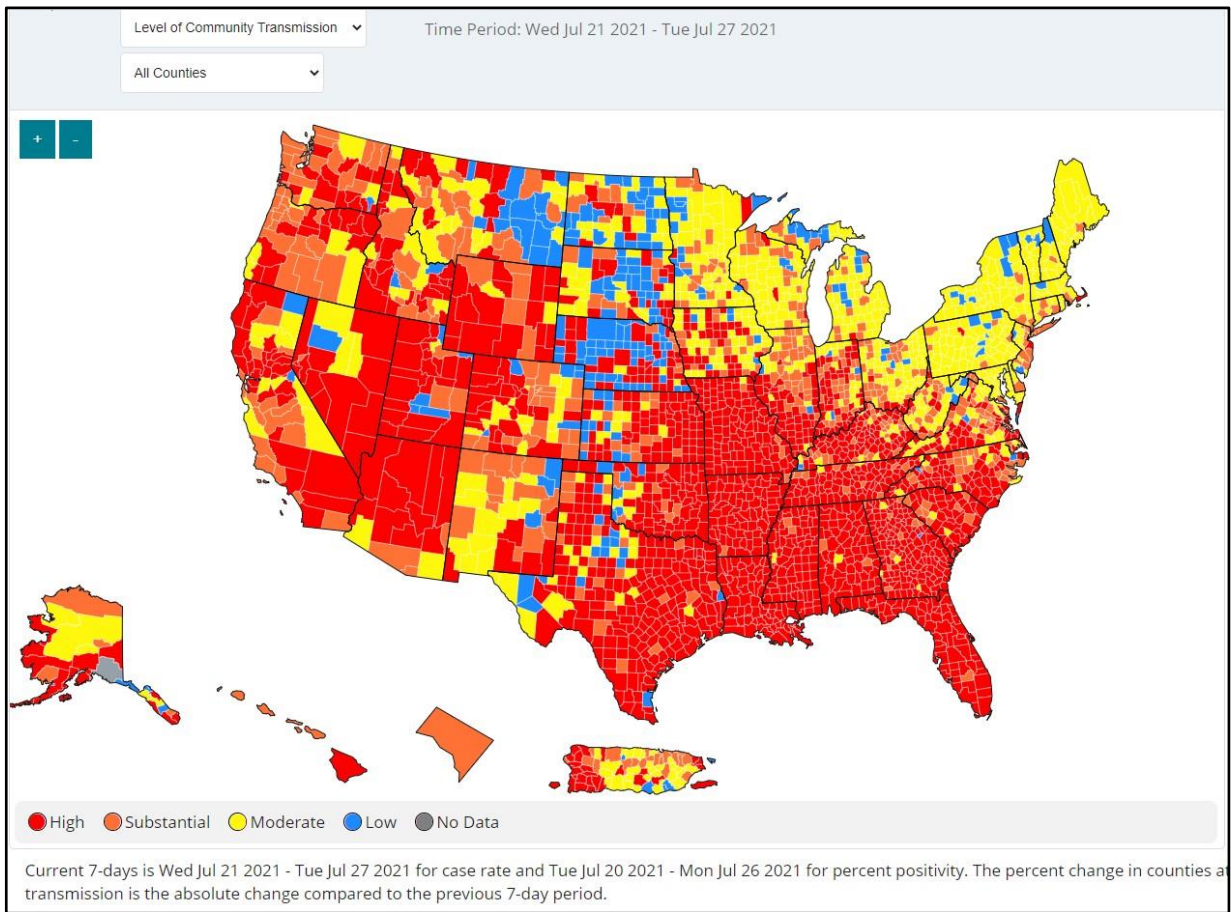 Level of Community Transmission
Time Period: Wed Jul 21 2021 - Tue Jul 27 2021
All Counties
+ -
High Substantial Moderate Low No Data
Current 7-days is Wed Jul 21 2021 - Tue Jul 27 2021 for case rate and Tue Jul 20 2021 - Mon Jul 26 2021 for percent positivity. The percent change in counties at
transmission is the absolute change compared to the previous 7-day period.